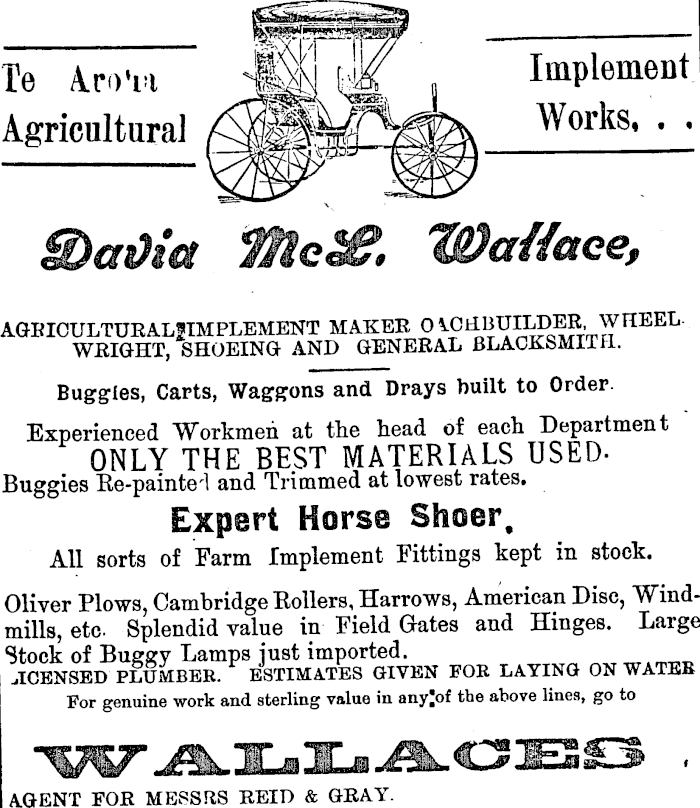 Te Aroha Implement
Agricultural Works, . .
David McL. Wallace,
AGRICULTURAL IMPLEMENT MAKER COACHBUILDER, WHEEL-
WRIGHT, SHOEING AND GENERAL BLACKSMITH.
Buggies, Carts, Waggons and Drays built to Order.
Experienced Workmen at the head of each Department
ONLY THE BEST MATERIALS USED.
Buggies Re-painted and Trimmed at lowest rates.
Expert Horse Shoer.
All sorts of Farm Implement Fittings kept in stock.
Oliver Plows, Cambridge Rollers, Harrows, American Disc, Wind-
mills, etc. Splendid value in Field Gates and Hinges. Large
Stock of Buggy Lamps just imported.
LICENSED PLUMBER. ESTIMATES GIVEN FOR LAYING ON WATER
For genuine work and sterling value in any of the above lines, go to
WALLACES,
AGENT FOR MESSRS REID & GRAY.